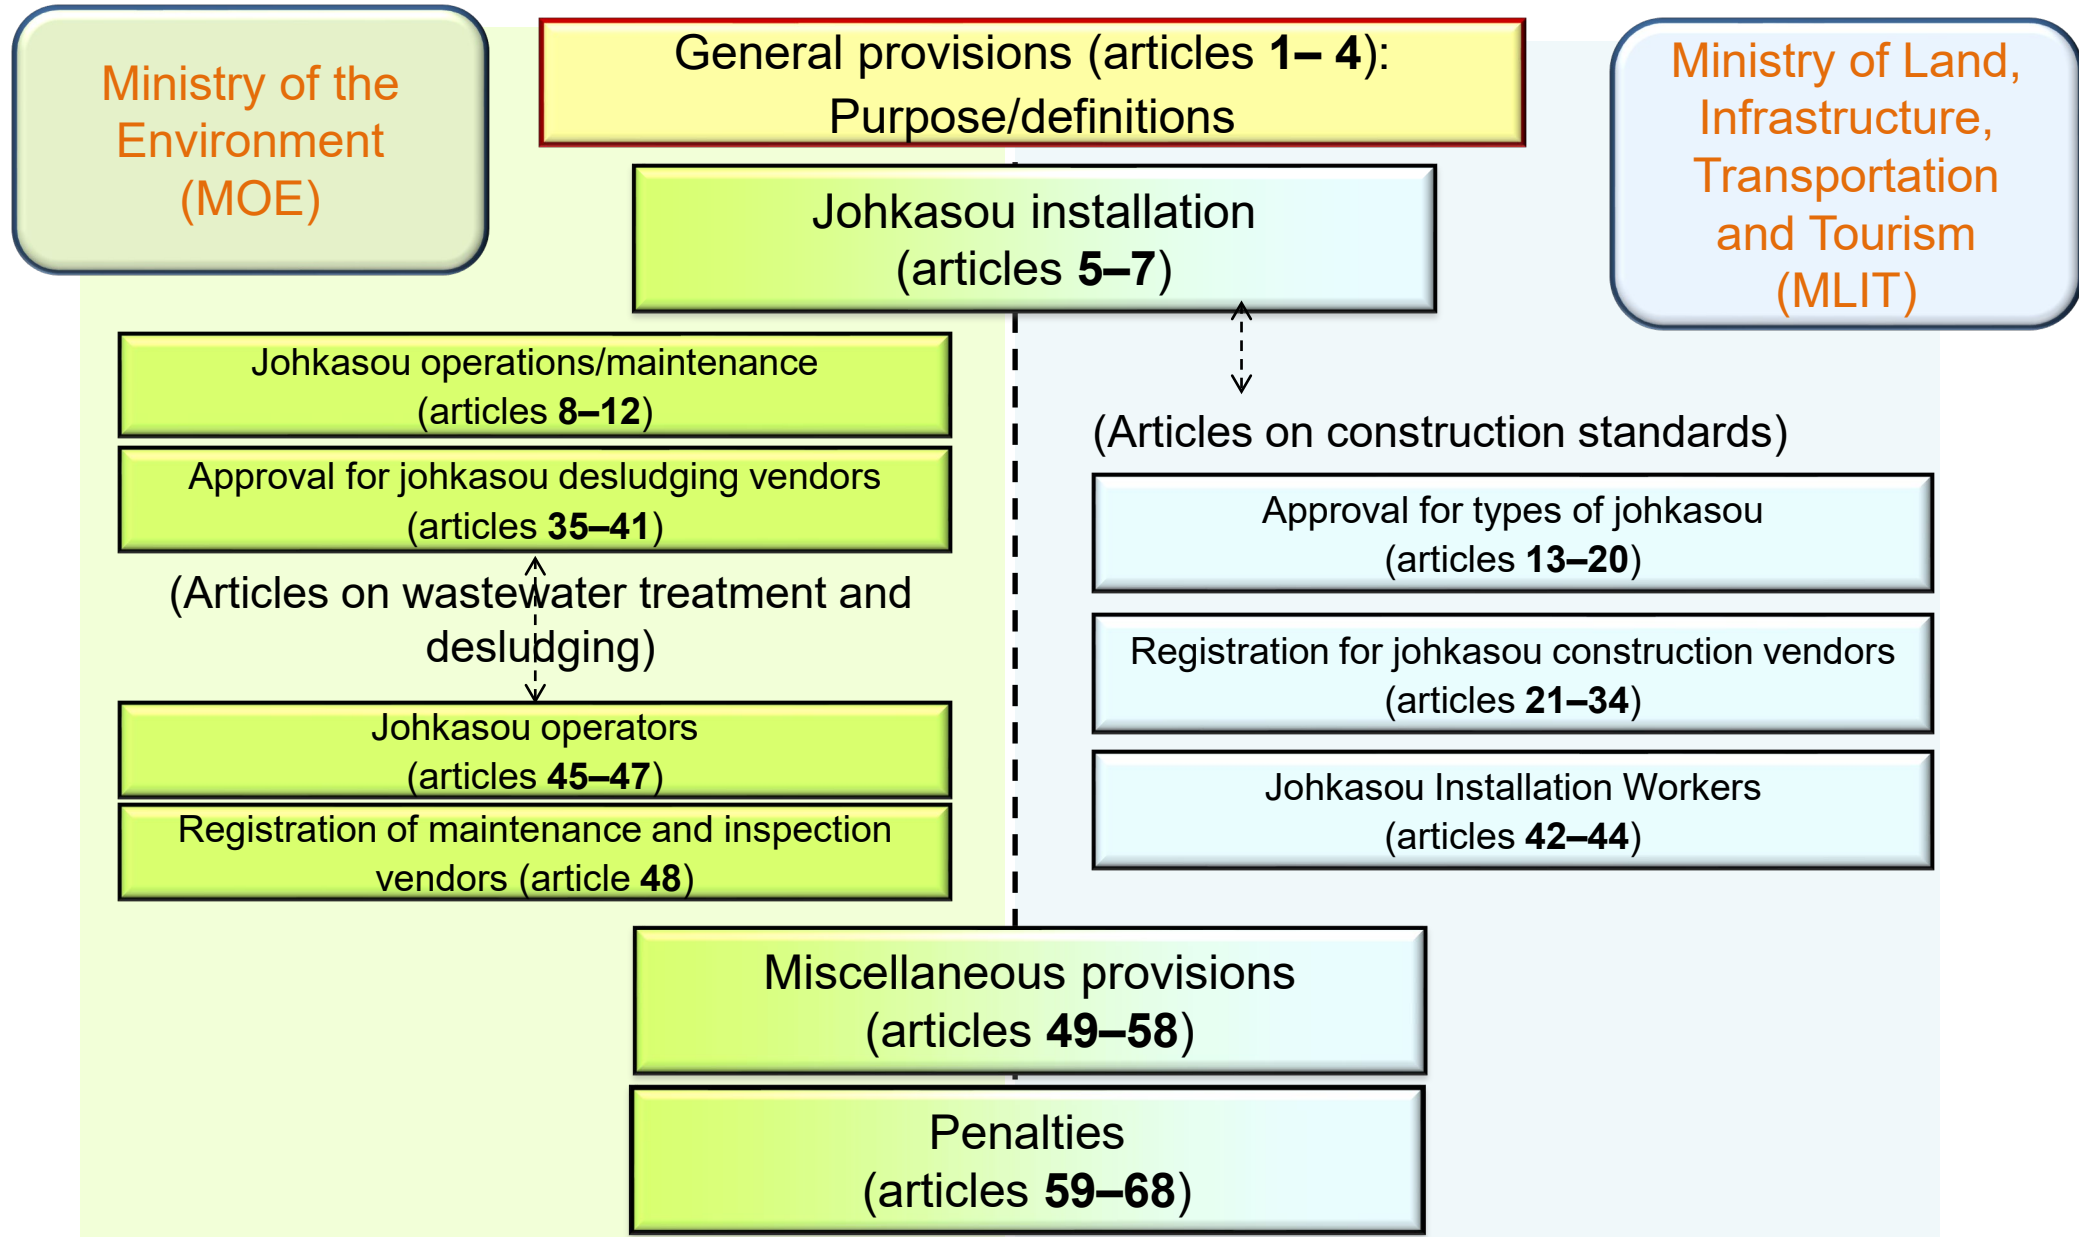 Ministry of the
Environment
(MOE)
General provisions (articles 1– 4):
Purpose/definitions
Ministry of Land,
Infrastructure,
Transportation
and Tourism
(MLIT)
Johkasou installation
(articles 5–7)
Johkasou operations/maintenance
(articles 8–12)
Approval for johkasou desludging vendors
(articles 35–41)
(Articles on wastewater treatment and
desludging)
Johkasou operators
(articles 45–47)
Registration of maintenance and inspection
vendors (article 48)
(Articles on construction standards)
Approval for types of johkasou
(articles 13–20)
Registration for johkasou construction vendors
(articles 21–34)
Johkasou Installation Workers
(articles 42–44)
Miscellaneous provisions
(articles 49–58)
Penalties
(articles 59–68)